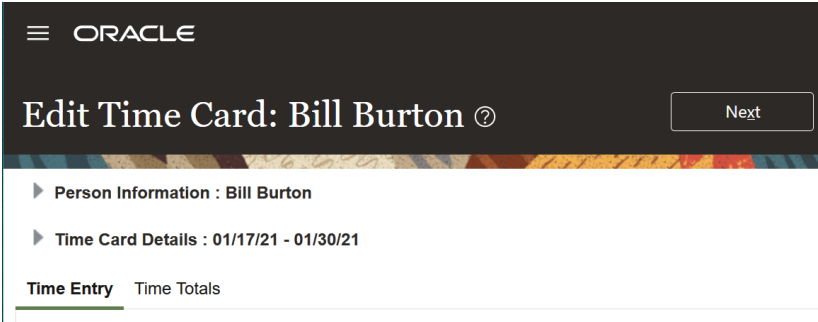 ORACLE
Edit Time Card: Bill Burton ?
Next
Person Information : Bill Burton
Time Card Details : 01/17/21 - 01/30/21
Time Entry Time Totals